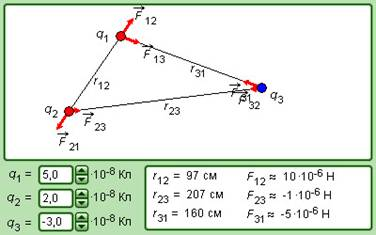 F₁₂
q₁
F₁₃
r₃₁
r₁₂
F₃₂
q₃
q₂
r₂₃
F₂₃
F₂₁
q₁ = 5,0 ·10⁻⁸ Кл
q₂ = 2,0 ·10⁻⁸ Кл
q₃ = -3,0 ·10⁻⁸ Кл
r₁₂ = 97 см F₁₂ ≈ 10·10⁻⁶ Н
r₂₃ = 207 см F₂₃ ≈ -1·10⁻⁶ Н
r₃₁ = 160 см F₃₁ ≈ -5·10⁻⁶ Н